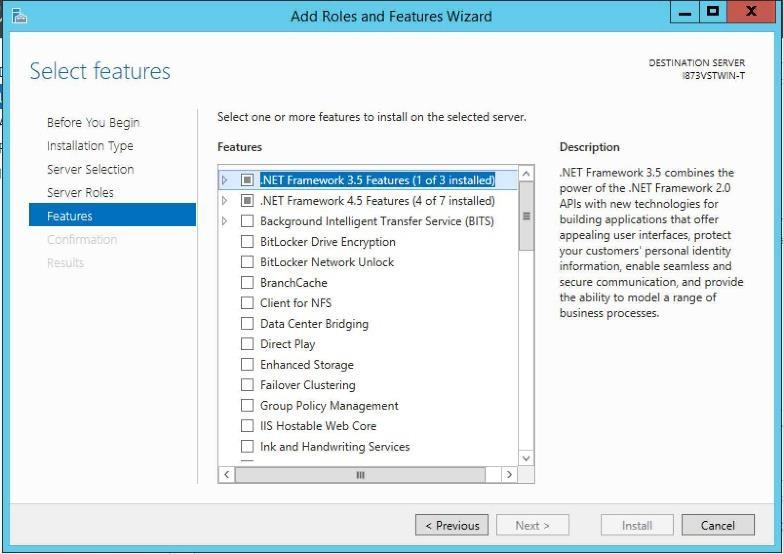 Add Roles and Features Wizard
Select features
DESTINATION SERVER
I873VSTWIN-T
Before You Begin
Installation Type
Server Selection
Server Roles
Features
Confirmation
Results
Select one or more features to install on the selected server.
Features
.NET Framework 3.5 Features (1 of 3 installed)
.NET Framework 4.5 Features (4 of 7 installed)
Background Intelligent Transfer Service (BITS)
BitLocker Drive Encryption
BitLocker Network Unlock
BranchCache
Client for NFS
Data Center Bridging
Direct Play
Enhanced Storage
Failover Clustering
Group Policy Management
IIS Hostable Web Core
Ink and Handwriting Services
Description
.NET Framework 3.5 combines the
power of the .NET Framework 2.0
APIs with new technologies for
building applications that offer
appealing user interfaces, protect
your customers' personal identity
information, enable seamless and
secure communication, and provide
the ability to model a range of
business processes.
< Previous
Next >
Install
Cancel